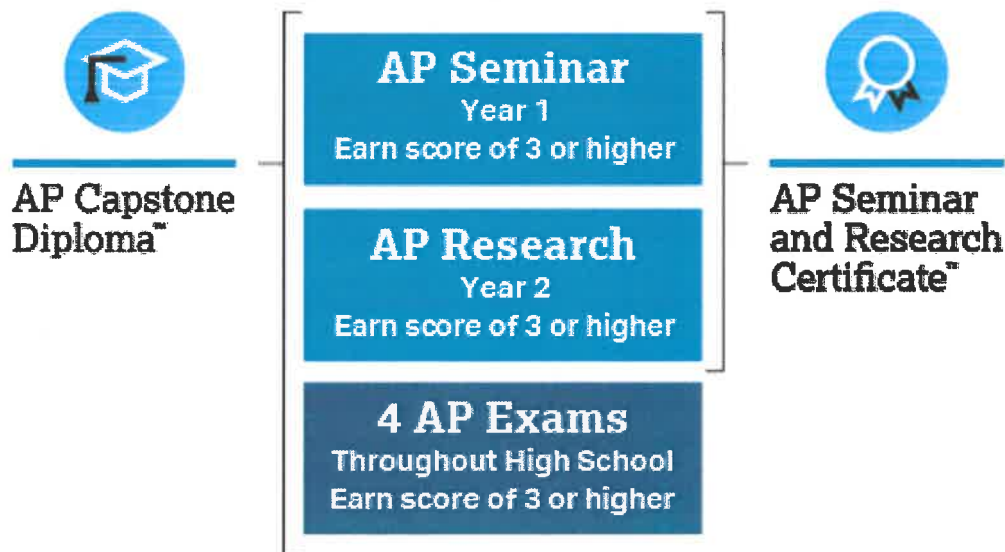 AP Capstone
Diploma™
AP Seminar
Year 1
Earn score of 3 or higher
AP Research
Year 2
Earn score of 3 or higher
4 AP Exams
Throughout High School
Earn score of 3 or higher
AP Seminar
and Research
Certificate™